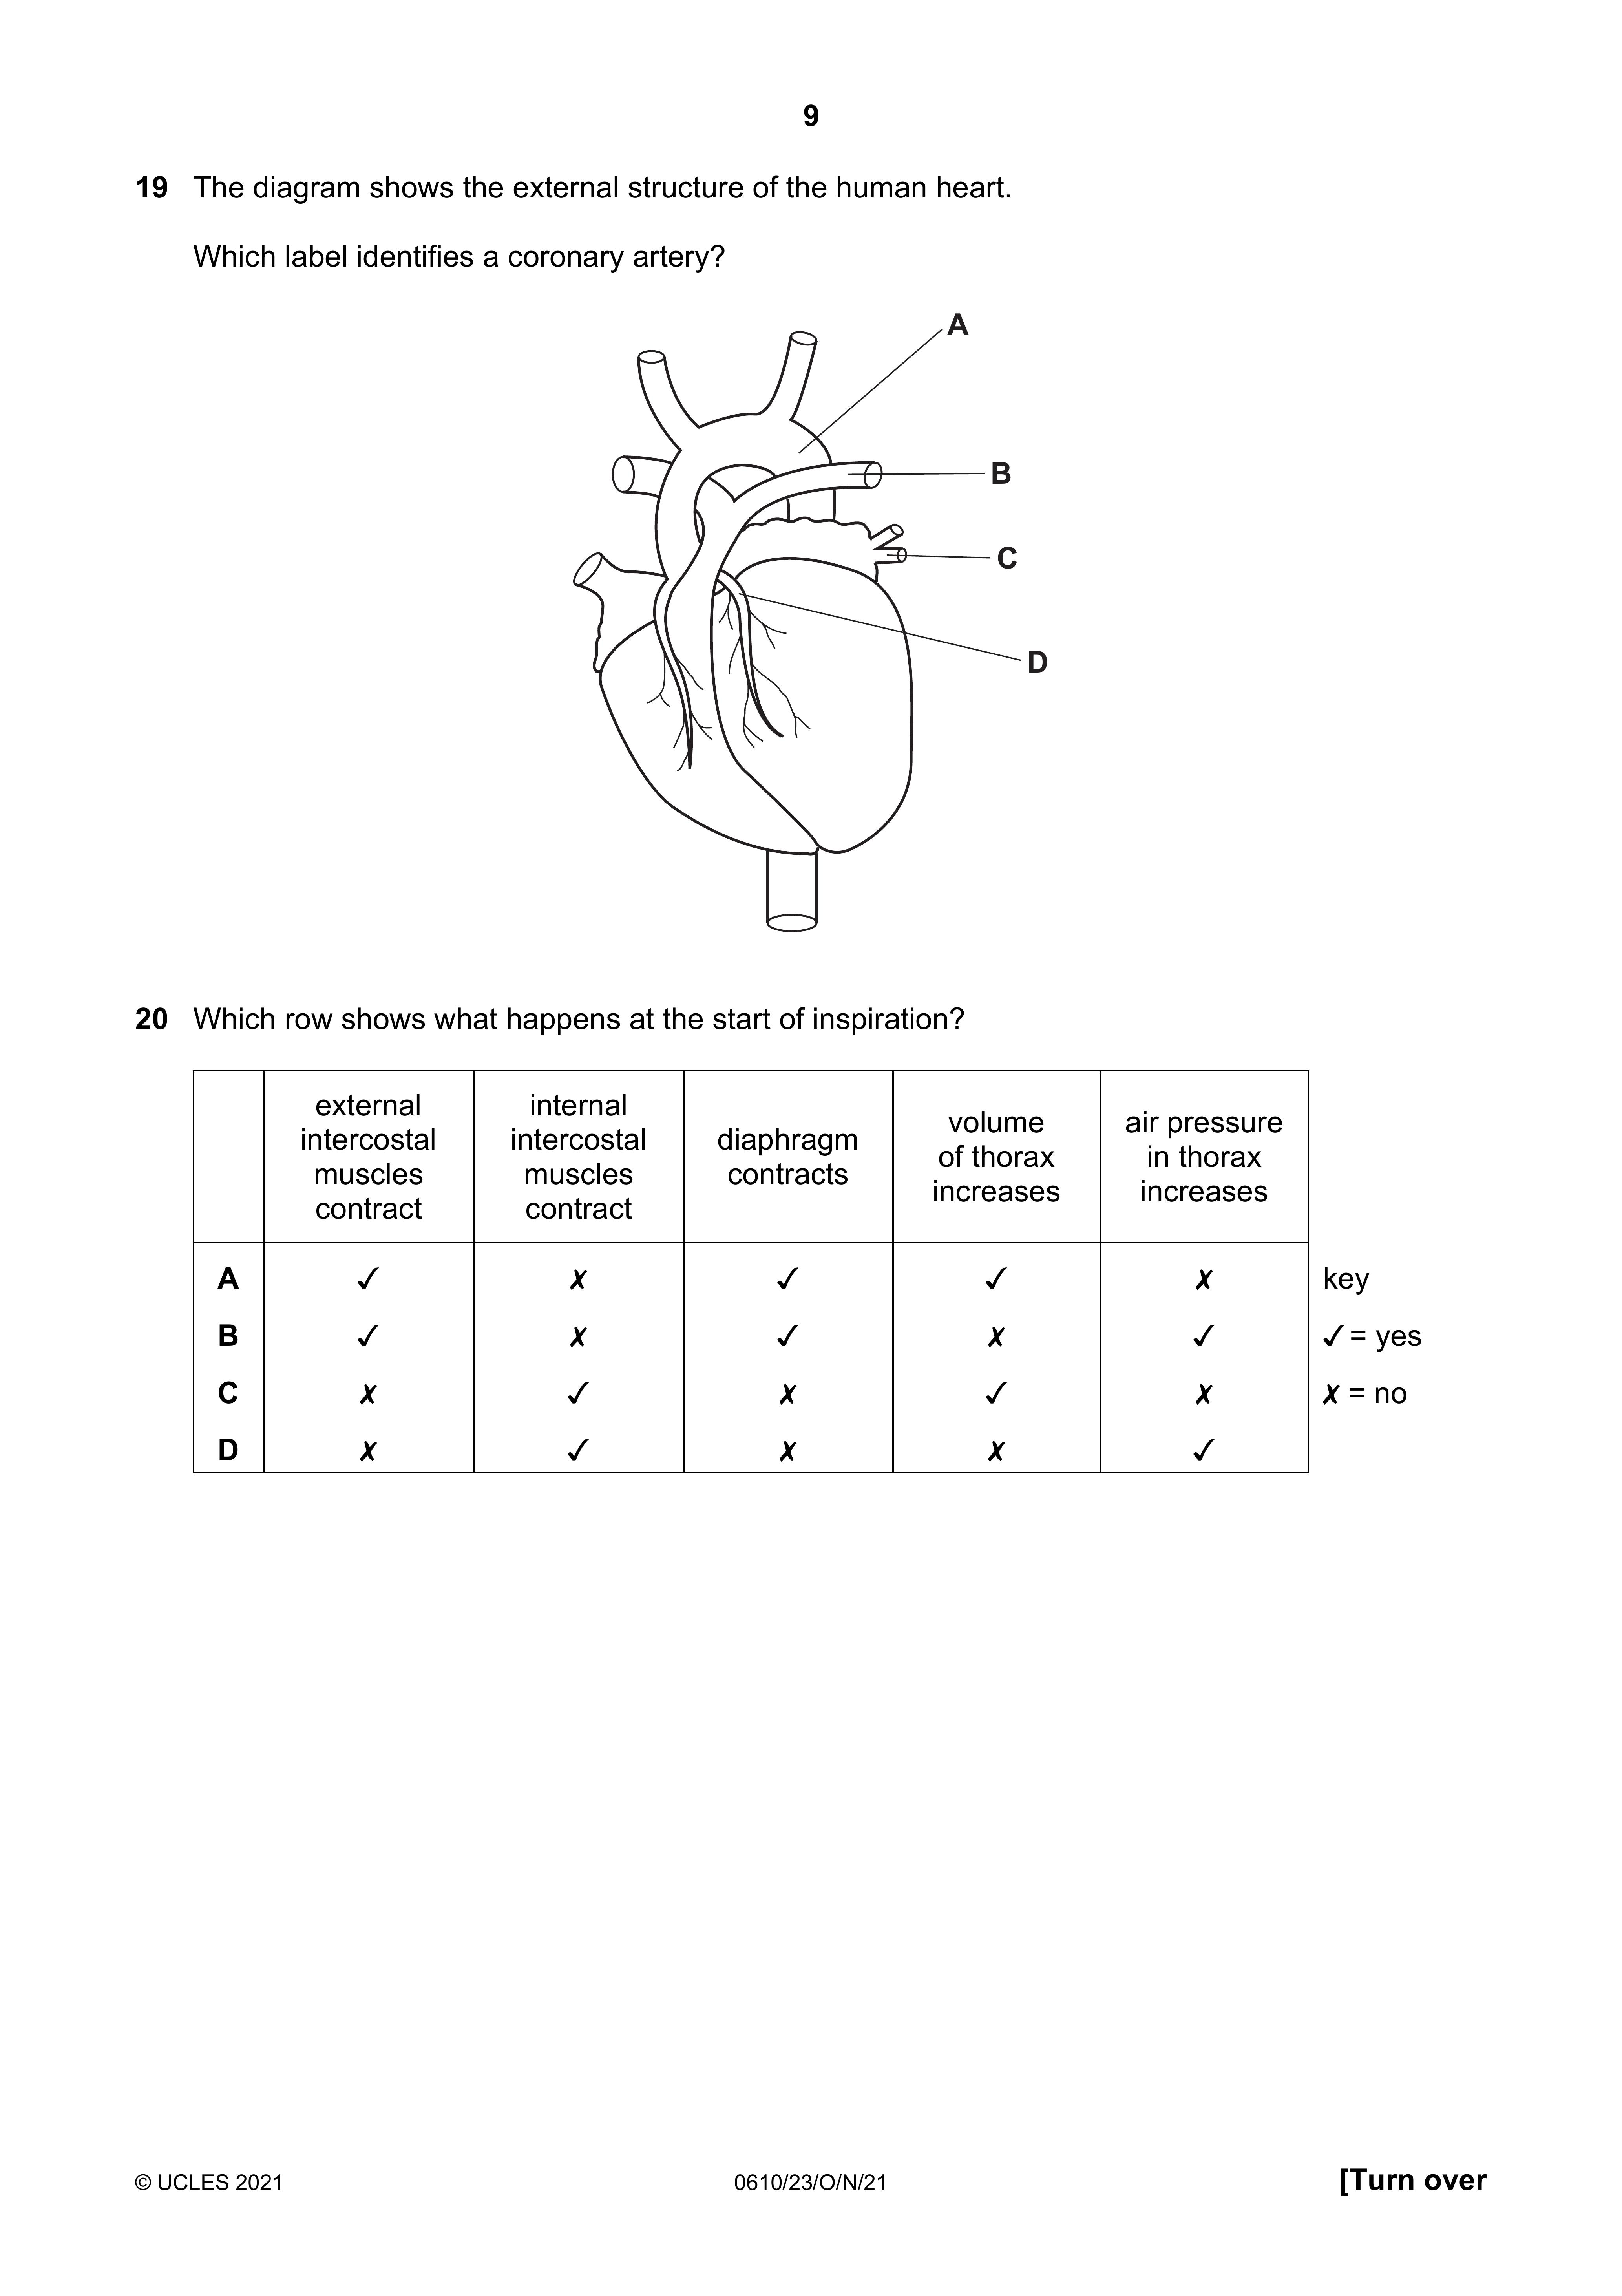 9
19 The diagram shows the external structure of the human heart.
Which label identifies a coronary artery?
A
B
C
D
20 Which row shows what happens at the start of inspiration?
external intercostal muscles contract
internal intercostal muscles contract
diaphragm contracts
volume of thorax increases
air pressure in thorax increases
A ✓ ✗ ✓ ✓ ✗ key
B ✓ ✗ ✓ ✗ ✓ ✓ = yes
C ✗ ✓ ✗ ✓ ✗ ✗ = no
D ✗ ✓ ✗ ✗ ✓
© UCLES 2021 0610/23/O/N/21 [Turn over